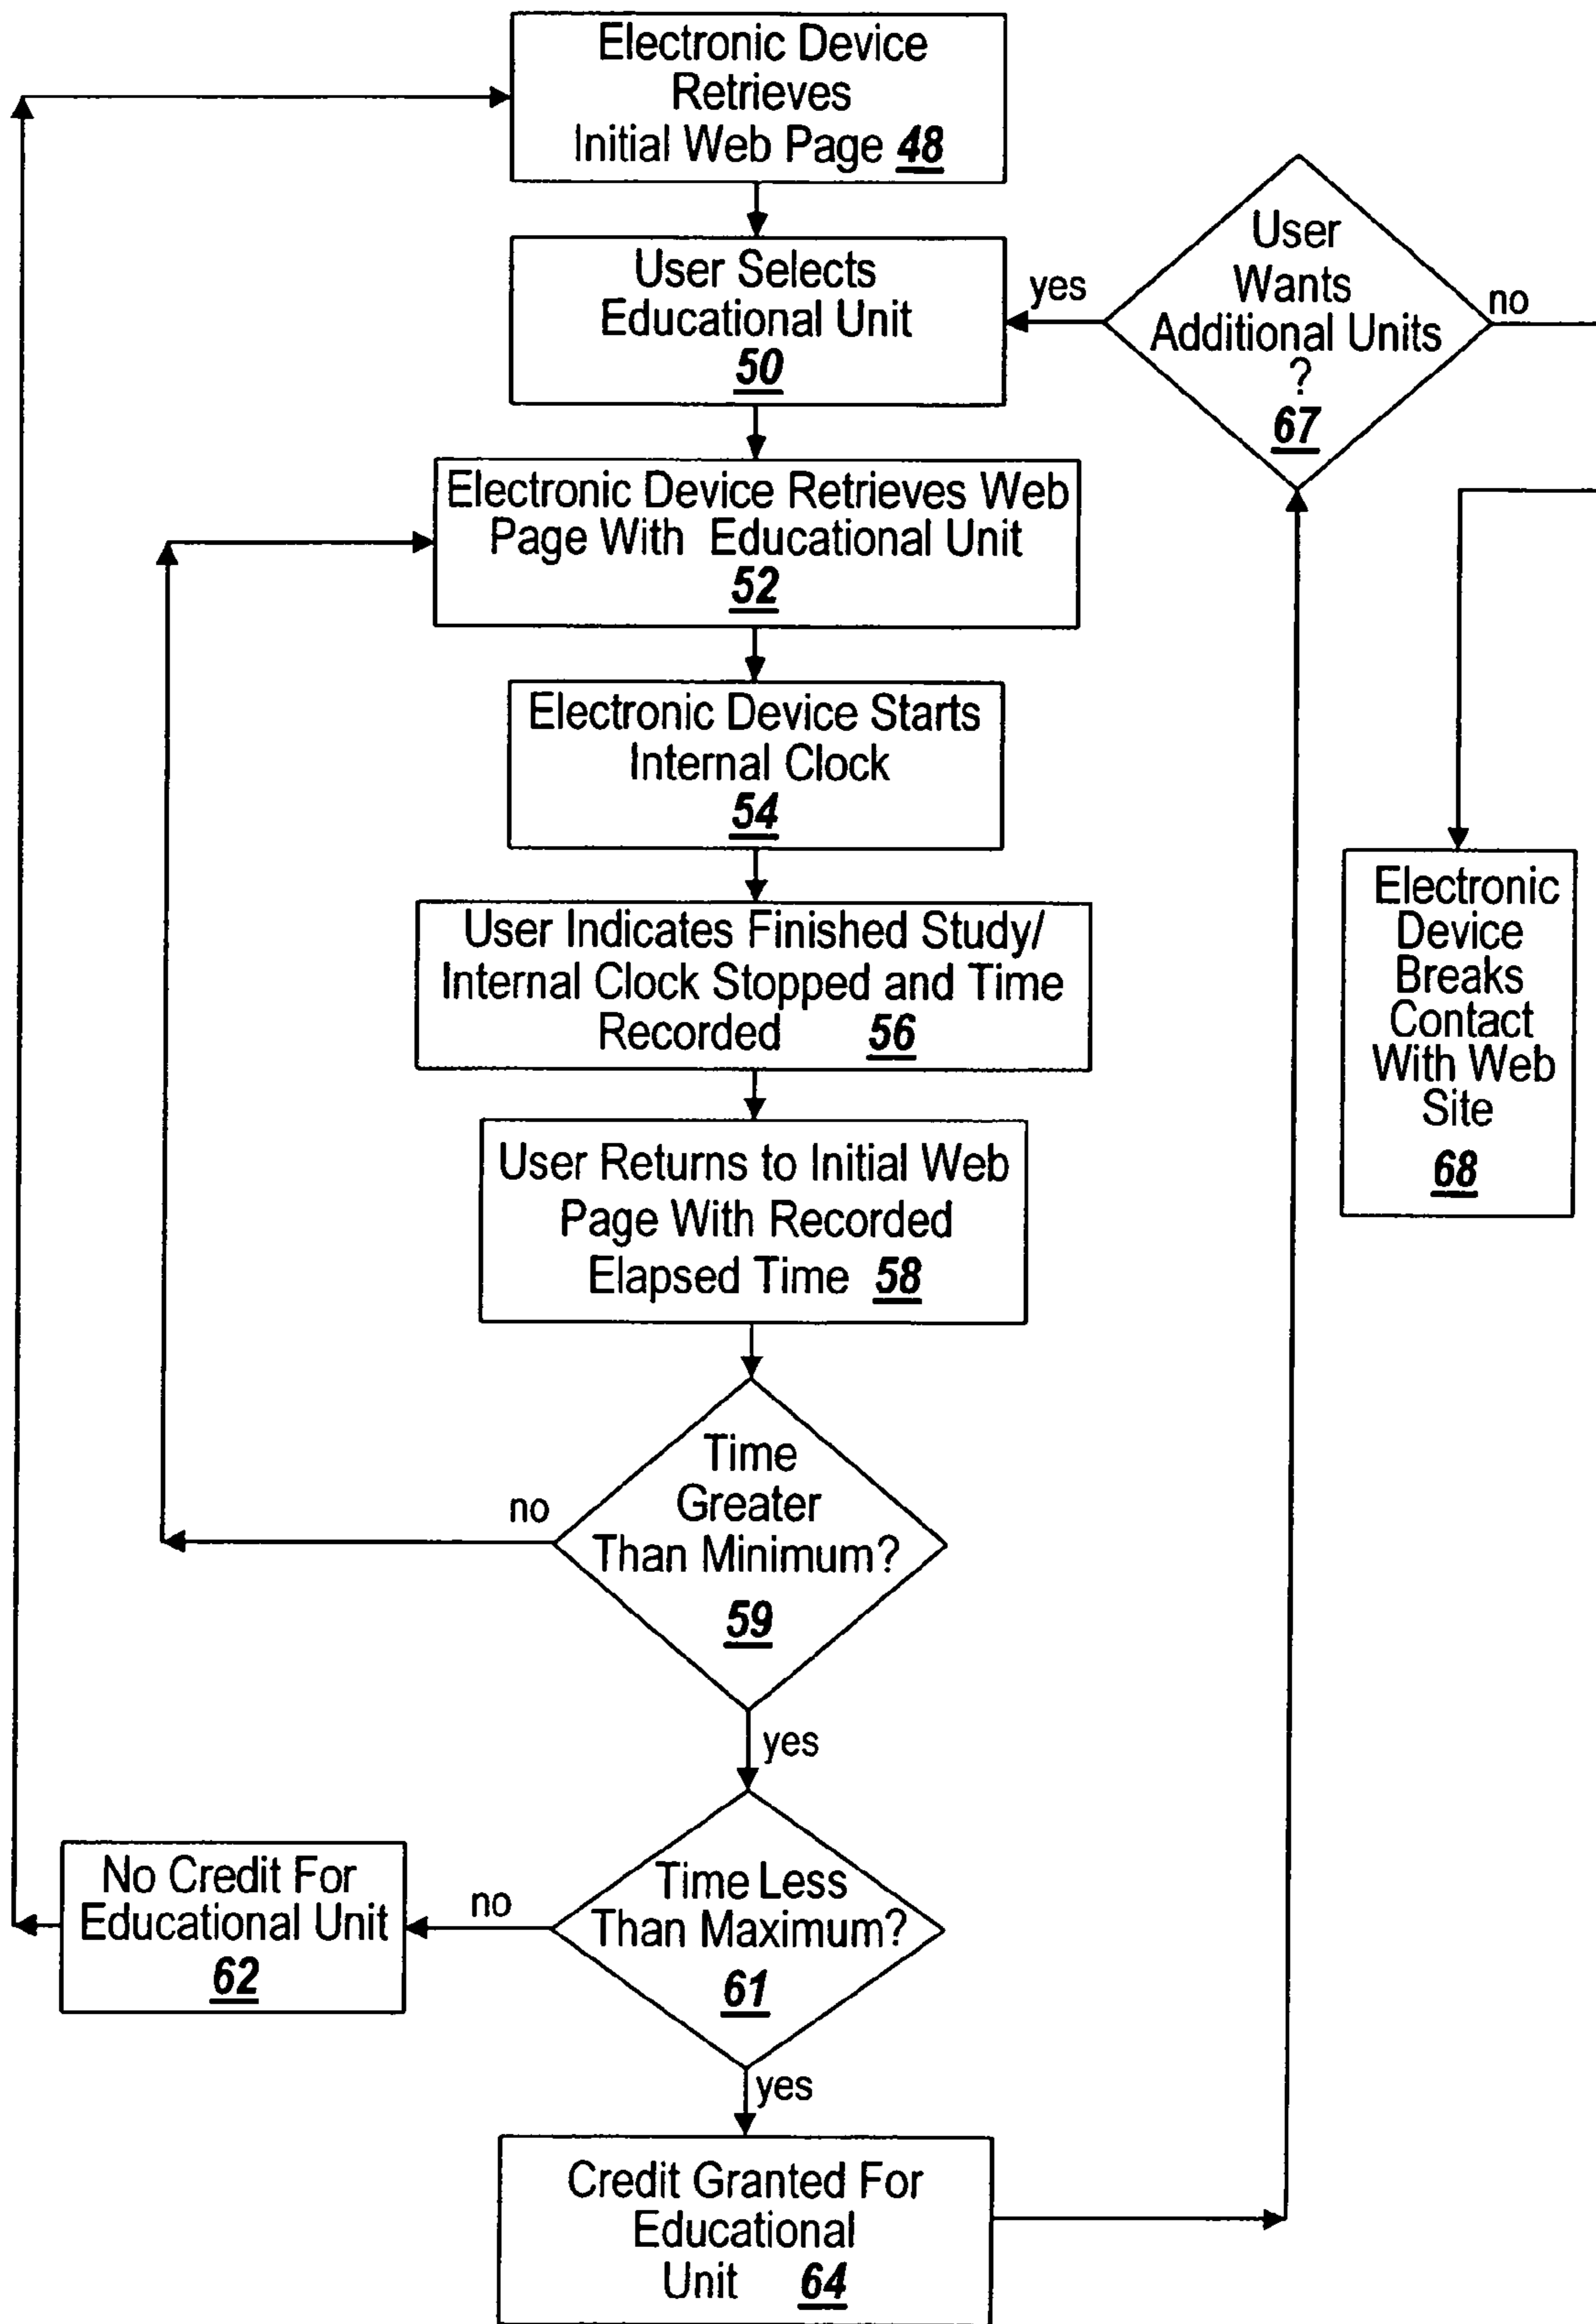 Electronic Device
Retrieves
Initial Web Page 48
User Selects
Educational Unit
50
yes
User
Wants
Additional Units
?
67
no
Electronic Device Retrieves Web
Page With Educational Unit
52
Electronic Device Starts
Internal Clock
54
User Indicates Finished Study/
Internal Clock Stopped and Time
Recorded 56
Electronic
Device
Breaks
Contact
With Web
Site
68
User Returns to Initial Web
Page With Recorded
Elapsed Time 58
Time
Greater
Than Minimum?
59
no
yes
Time Less
Than Maximum?
61
no
No Credit For
Educational Unit
62
yes
Credit Granted For
Educational
Unit 64